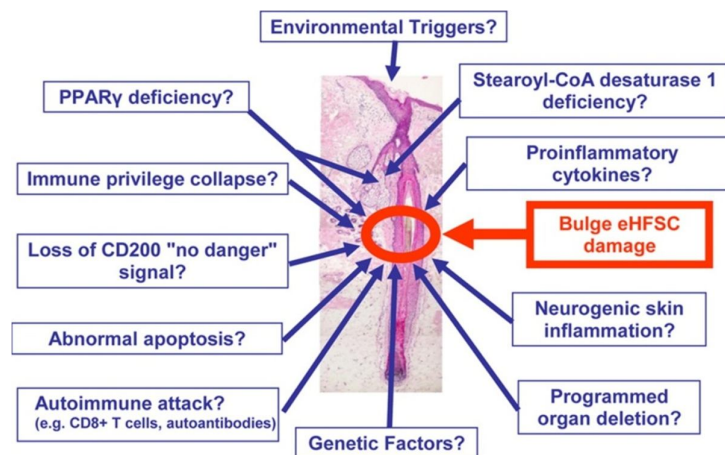 Environmental Triggers?
Stearoyl-CoA desaturase 1
deficiency?
PPARγ deficiency?
Proinflammatory
cytokines?
Immune privilege collapse?
Bulge eHFSC
damage
Loss of CD200 "no danger"
signal?
Neurogenic skin
inflammation?
Abnormal apoptosis?
Autoimmune attack?
(e.g. CD8+ T cells, autoantibodies)
Programmed
organ deletion?
Genetic Factors?